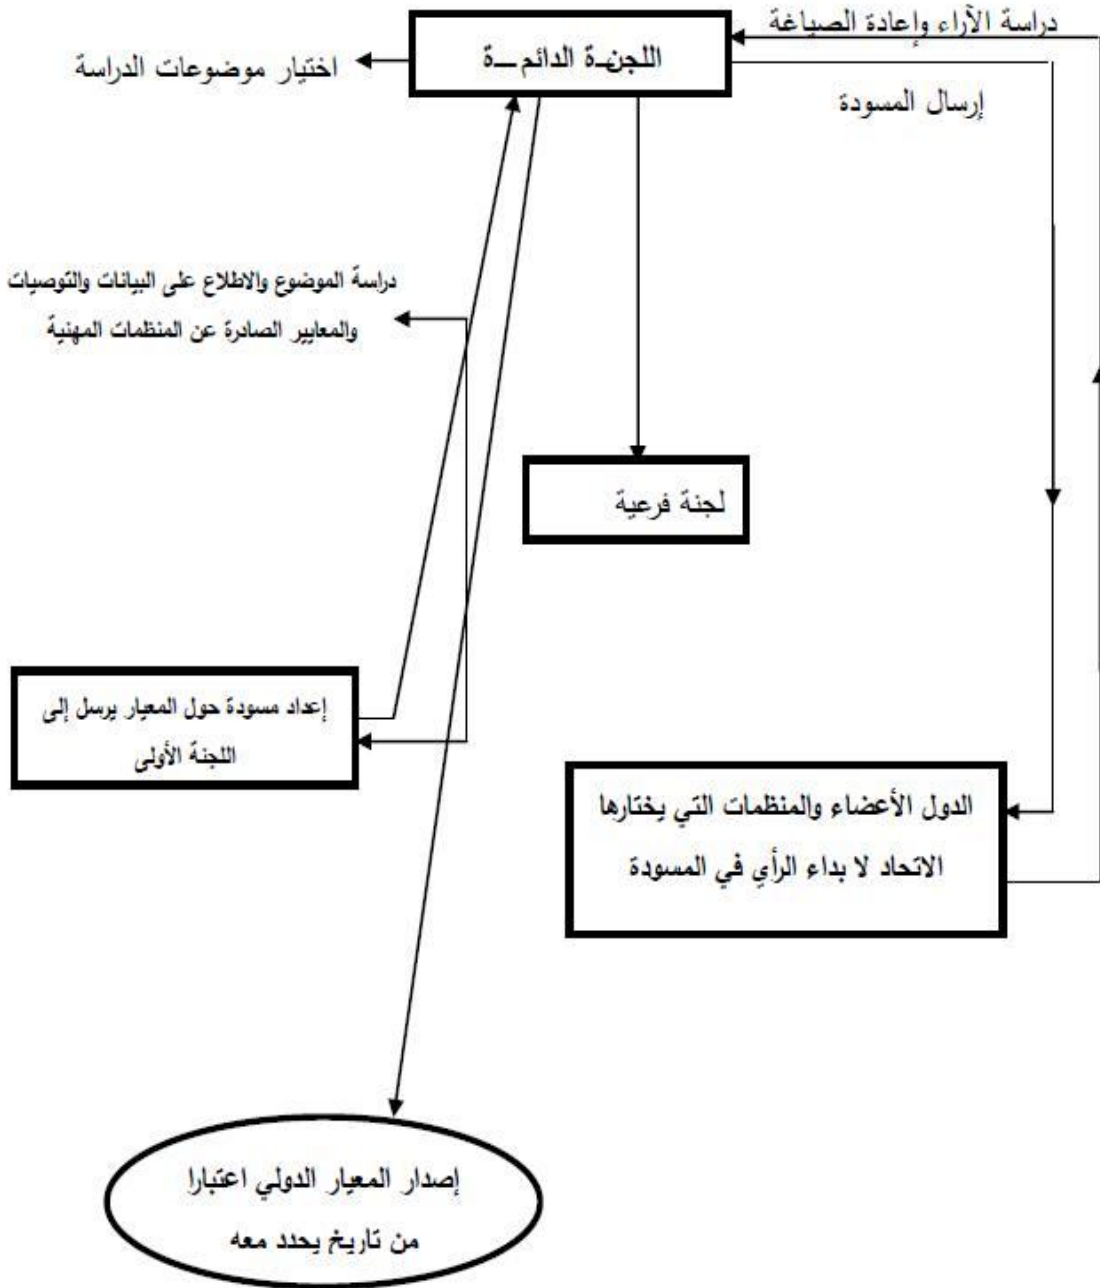 دراسة الآراء وإعادة الصياغة
اللجنـة الدائمـــة
اختيار موضوعات الدراسة
إرسال المسودة
دراسة الموضوع والاطلاع على البيانات والتوصيات
والمعايير الصادرة عن المنظمات المهنية
لجنة فرعية
إعداد مسودة حول المعيار يرسل إلى
اللجنة الأولى
الدول الأعضاء والمنظمات التي يختارها
الاتحاد لا بداء الرأي في المسودة
إصدار المعيار الدولي اعتبارا
من تاريخ يحدد معه